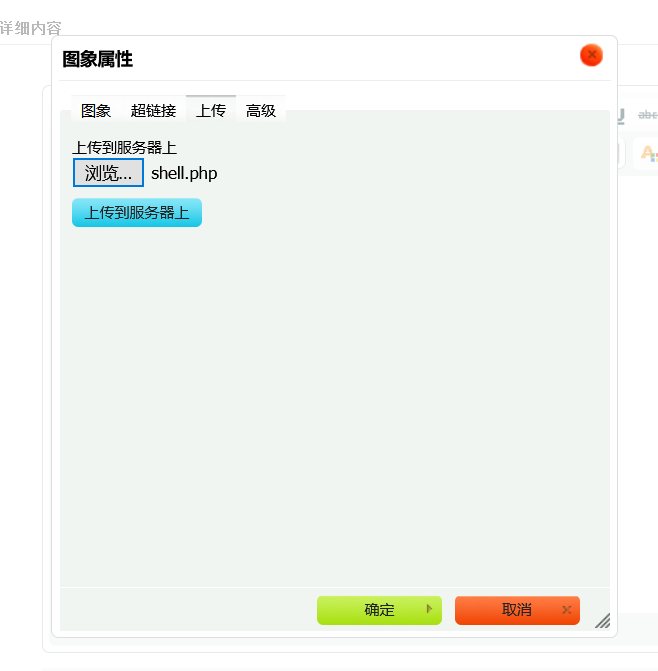 详细内容
图象属性
图象 超链接 上传 高级
上传到服务器上
浏览... shell.php
上传到服务器上
确定 取消